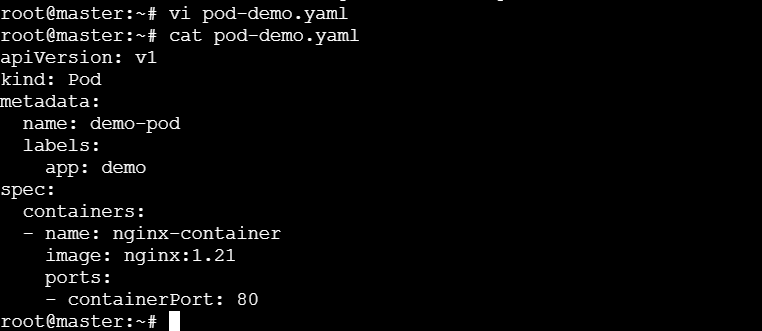 root@master:~# vi pod-demo.yaml
root@master:~# cat pod-demo.yaml
apiVersion: v1
kind: Pod
metadata:
  name: demo-pod
  labels:
    app: demo
spec:
  containers:
  - name: nginx-container
    image: nginx:1.21
    ports:
    - containerPort: 80
root@master:~#